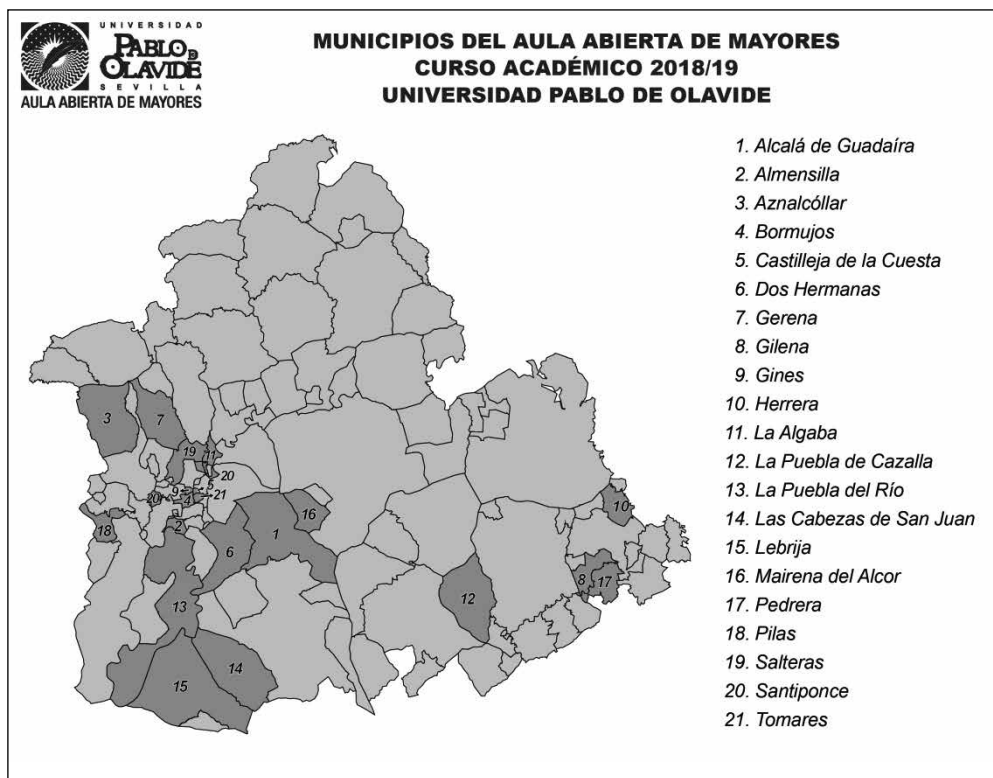 UNIVERSIDAD
PABLO DE
OLAVIDE
SEVILLA
AULA ABIERTA DE MAYORES
MUNICIPIOS DEL AULA ABIERTA DE MAYORES
CURSO ACADÉMICO 2018/19
UNIVERSIDAD PABLO DE OLAVIDE
1. Alcalá de Guadaíra
2. Almensilla
3. Aznalcóllar
4. Bormujos
5. Castilleja de la Cuesta
6. Dos Hermanas
7. Gerena
8. Gilena
9. Gines
10. Herrera
11. La Algaba
12. La Puebla de Cazalla
13. La Puebla del Río
14. Las Cabezas de San Juan
15. Lebrija
16. Mairena del Alcor
17. Pedrera
18. Pilas
19. Salteras
20. Santiponce
21. Tomares
3
7
19
11
20
5
9
21
20
4
10
18
2
16
1
6
8
17
12
13
14
15